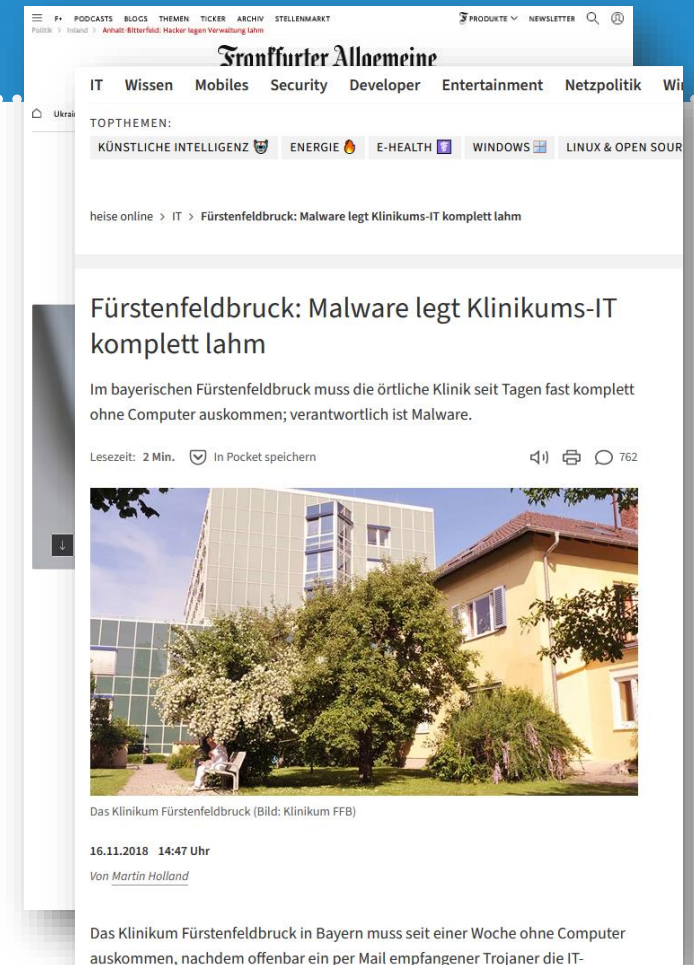 F+ PODCASTS BLOGS THEMEN TICKER ARCHIV STELLENMARKT PRODUKTE NEWSLETTER
Politik > Inland > Anhalt-Bitterfeld: Hacker legen Verwaltung lahm
Frankfurter Allgemeine
IT Wissen Mobiles Security Developer Entertainment Netzpolitik Wi
Ukrai
TOPTHEMEN:
KÜNSTLICHE INTELLIGENZ ENERGIE E-HEALTH WINDOWS LINUX & OPEN SOUR
heise online > IT > Fürstenfeldbruck: Malware legt Klinikums-IT komplett lahm
Fürstenfeldbruck: Malware legt Klinikums-IT
komplett lahm
Im bayerischen Fürstenfeldbruck muss die örtliche Klinik seit Tagen fast komplett
ohne Computer auskommen; verantwortlich ist Malware.
Lesezeit: 2 Min. In Pocket speichern 762
Das Klinikum Fürstenfeldbruck (Bild: Klinikum FFB)
16.11.2018 14:47 Uhr
Von Martin Holland
Das Klinikum Fürstenfeldbruck in Bayern muss seit einer Woche ohne Computer
auskommen, nachdem offenbar ein per Mail empfangener Trojaner die IT-